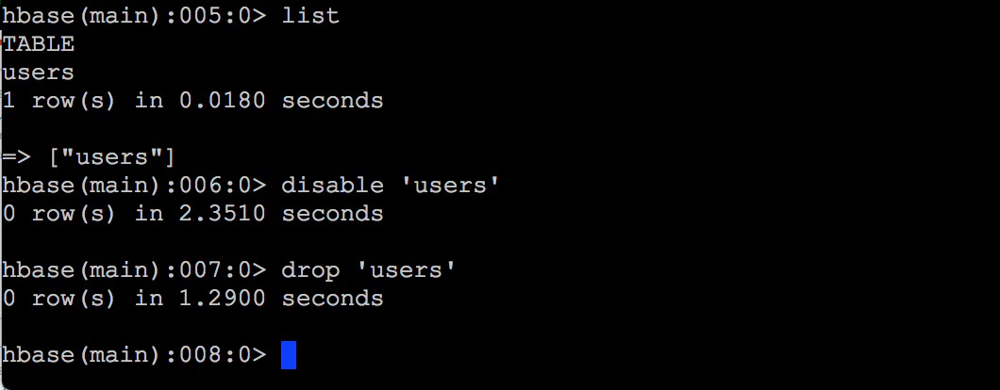 hbase(main):005:0> list
TABLE
users
1 row(s) in 0.0180 seconds
=> ["users"]
hbase(main):006:0> disable 'users'
0 row(s) in 2.3510 seconds
hbase(main):007:0> drop 'users'
0 row(s) in 1.2900 seconds
hbase(main):008:0>